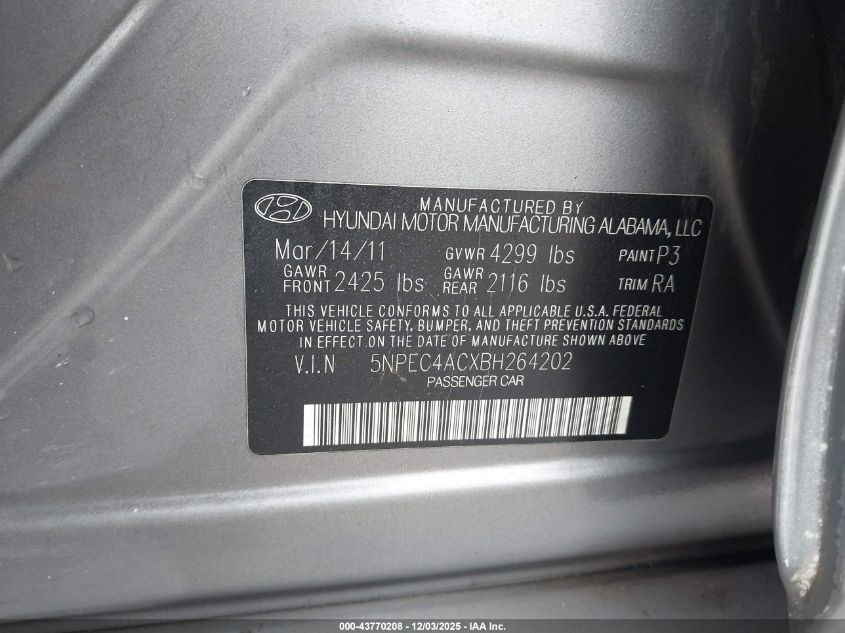 MANUFACTURED BY
HYUNDAI MOTOR MANUFACTURING ALABAMA, LLC
Mar/14/11 GVWR 4299 lbs PAINT P3
GAWR FRONT 2425 lbs GAWR REAR 2116 lbs TRIM RA
THIS VEHICLE CONFORMS TO ALL APPLICABLE U.S.A. FEDERAL
MOTOR VEHICLE SAFETY, BUMPER, AND THEFT PREVENTION STANDARDS
IN EFFECT ON THE DATE OF MANUFACTURE SHOWN ABOVE
V.I.N 5NPEC4ACXBH264202
PASSENGER CAR
000-43770208 - 12/03/2025 - IAA Inc.